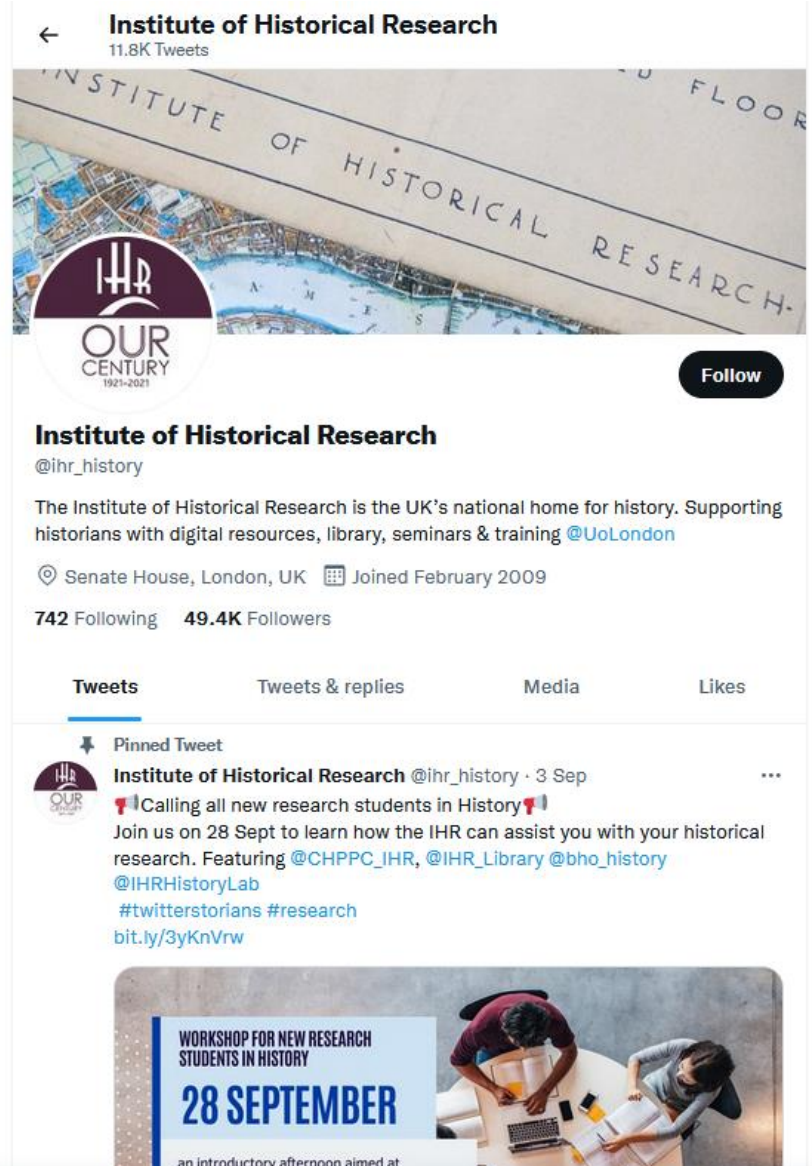 Institute of Historical Research
11.8K Tweets
INSTITUTE OF HISTORICAL RESEARCH.
FLOOR
A M E S
IHR
OUR
CENTURY
1921-2021
Follow
Institute of Historical Research
@ihr_history
The Institute of Historical Research is the UK's national home for history. Supporting
historians with digital resources, library, seminars & training @UoLondon
Senate House, London, UK Joined February 2009
742 Following 49.4K Followers
Tweets Tweets & replies Media Likes
Pinned Tweet
IHR
OUR
CENTURY
Institute of Historical Research @ihr_history · 3 Sep
📢Calling all new research students in History📢
Join us on 28 Sept to learn how the IHR can assist you with your historical
research. Featuring @CHPPC_IHR, @IHR_Library @bho_history
@IHRHistoryLab
#twitterstorians #research
bit.ly/3yKnVrw
WORKSHOP FOR NEW RESEARCH
STUDENTS IN HISTORY
28 SEPTEMBER
an introductory afternoon aimed at